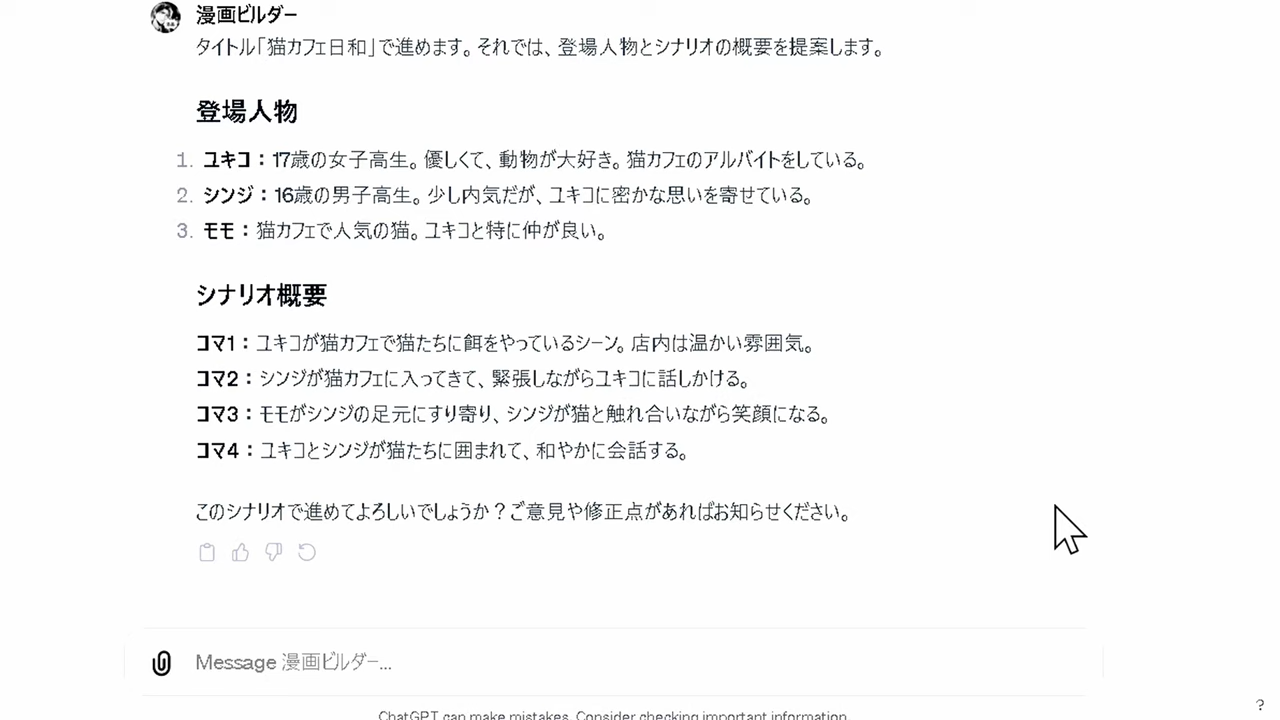 漫画ビルダー
タイトル「猫カフェ日和」で進めます。それでは、登場人物とシナリオの概要を提案します。
登場人物
1. ユキコ：17歳の女子高生。優しくて、動物が大好き。猫カフェのアルバイトをしている。
2. シンジ：16歳の男子高生。少し内気だが、ユキコに密かな思いを寄せている。
3. モモ：猫カフェで人気の猫。ユキコと特に仲が良い。
シナリオ概要
コマ1：ユキコが猫カフェで猫たちに餌をやっているシーン。店内は温かい雰囲気。
コマ2：シンジが猫カフェに入ってきて、緊張しながらユキコに話しかける。
コマ3：モモがシンジの足元にすり寄り、シンジが猫と触れ合いながら笑顔になる。
コマ4：ユキコとシンジが猫たちに囲まれて、和やかに会話する。
このシナリオで進めてよろしいでしょうか？ご意見や修正点があればお知らせください。
Message 漫画ビルダー...
ChatGPT can make mistakes. Consider checking important information.
?